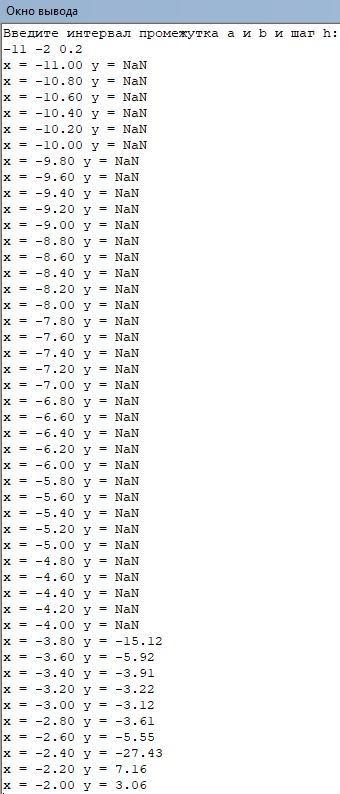 Окно вывода
Введите интервал промежутка a и b и шаг h:
-11 -2 0.2
x = -11.00 y = NaN
x = -10.80 y = NaN
x = -10.60 y = NaN
x = -10.40 y = NaN
x = -10.20 y = NaN
x = -10.00 y = NaN
x = -9.80 y = NaN
x = -9.60 y = NaN
x = -9.40 y = NaN
x = -9.20 y = NaN
x = -9.00 y = NaN
x = -8.80 y = NaN
x = -8.60 y = NaN
x = -8.40 y = NaN
x = -8.20 y = NaN
x = -8.00 y = NaN
x = -7.80 y = NaN
x = -7.60 y = NaN
x = -7.40 y = NaN
x = -7.20 y = NaN
x = -7.00 y = NaN
x = -6.80 y = NaN
x = -6.60 y = NaN
x = -6.40 y = NaN
x = -6.20 y = NaN
x = -6.00 y = NaN
x = -5.80 y = NaN
x = -5.60 y = NaN
x = -5.40 y = NaN
x = -5.20 y = NaN
x = -5.00 y = NaN
x = -4.80 y = NaN
x = -4.60 y = NaN
x = -4.40 y = NaN
x = -4.20 y = NaN
x = -4.00 y = NaN
x = -3.80 y = -15.12
x = -3.60 y = -5.92
x = -3.40 y = -3.91
x = -3.20 y = -3.22
x = -3.00 y = -3.12
x = -2.80 y = -3.61
x = -2.60 y = -5.55
x = -2.40 y = -27.43
x = -2.20 y = 7.16
x = -2.00 y = 3.06